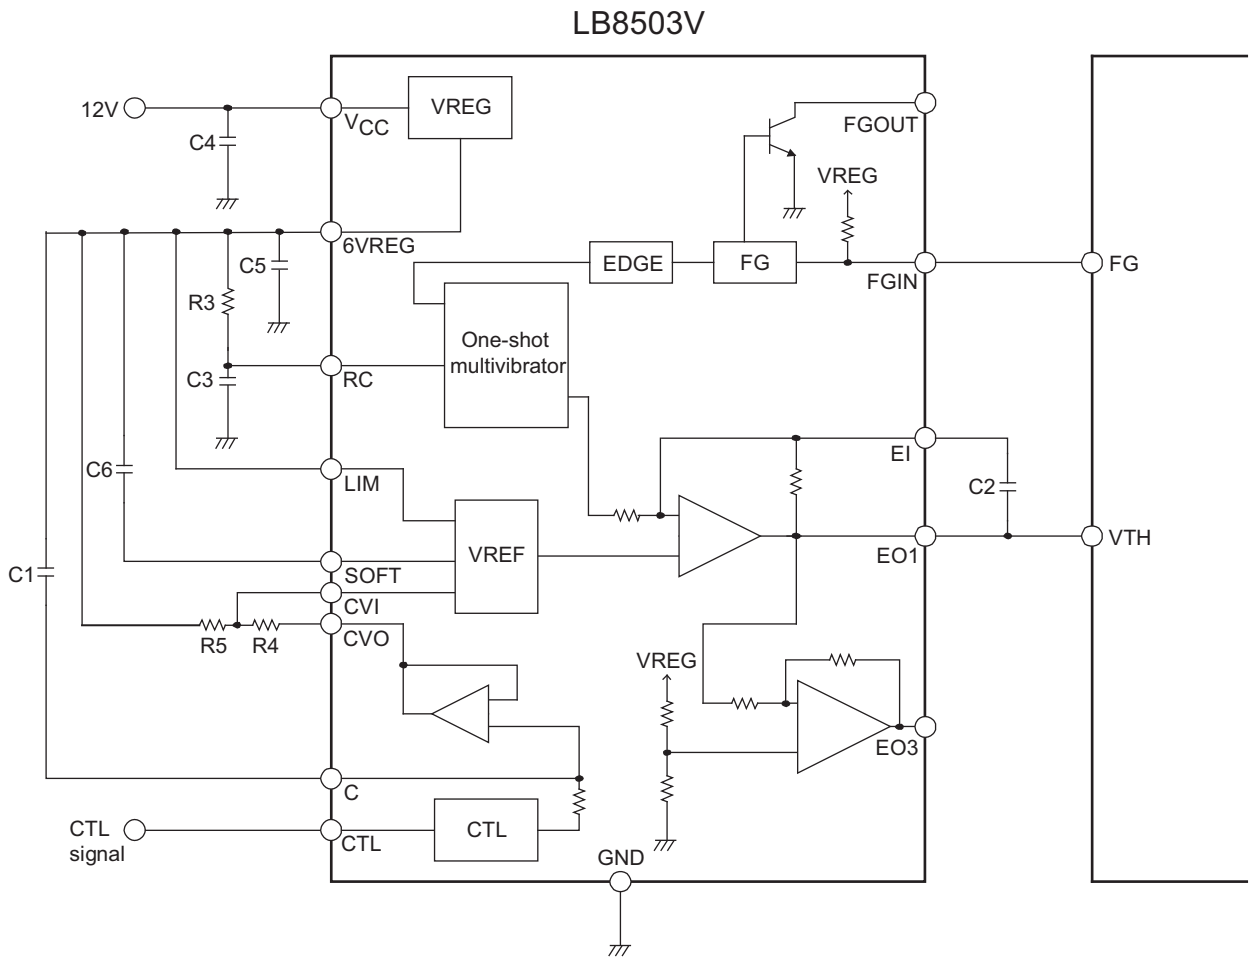 LB8503V
12V
VCC
VREG
FGOUT
C4
VREG
6VREG
C5
EDGE
FG
FGIN
FG
R3
One-shot
multivibrator
RC
C3
EI
C6
LIM
C2
VREF
EO1
VTH
C1
SOFT
CVI
R5
R4
CVO
VREG
EO3
C
CTL
signal
CTL
CTL
GND